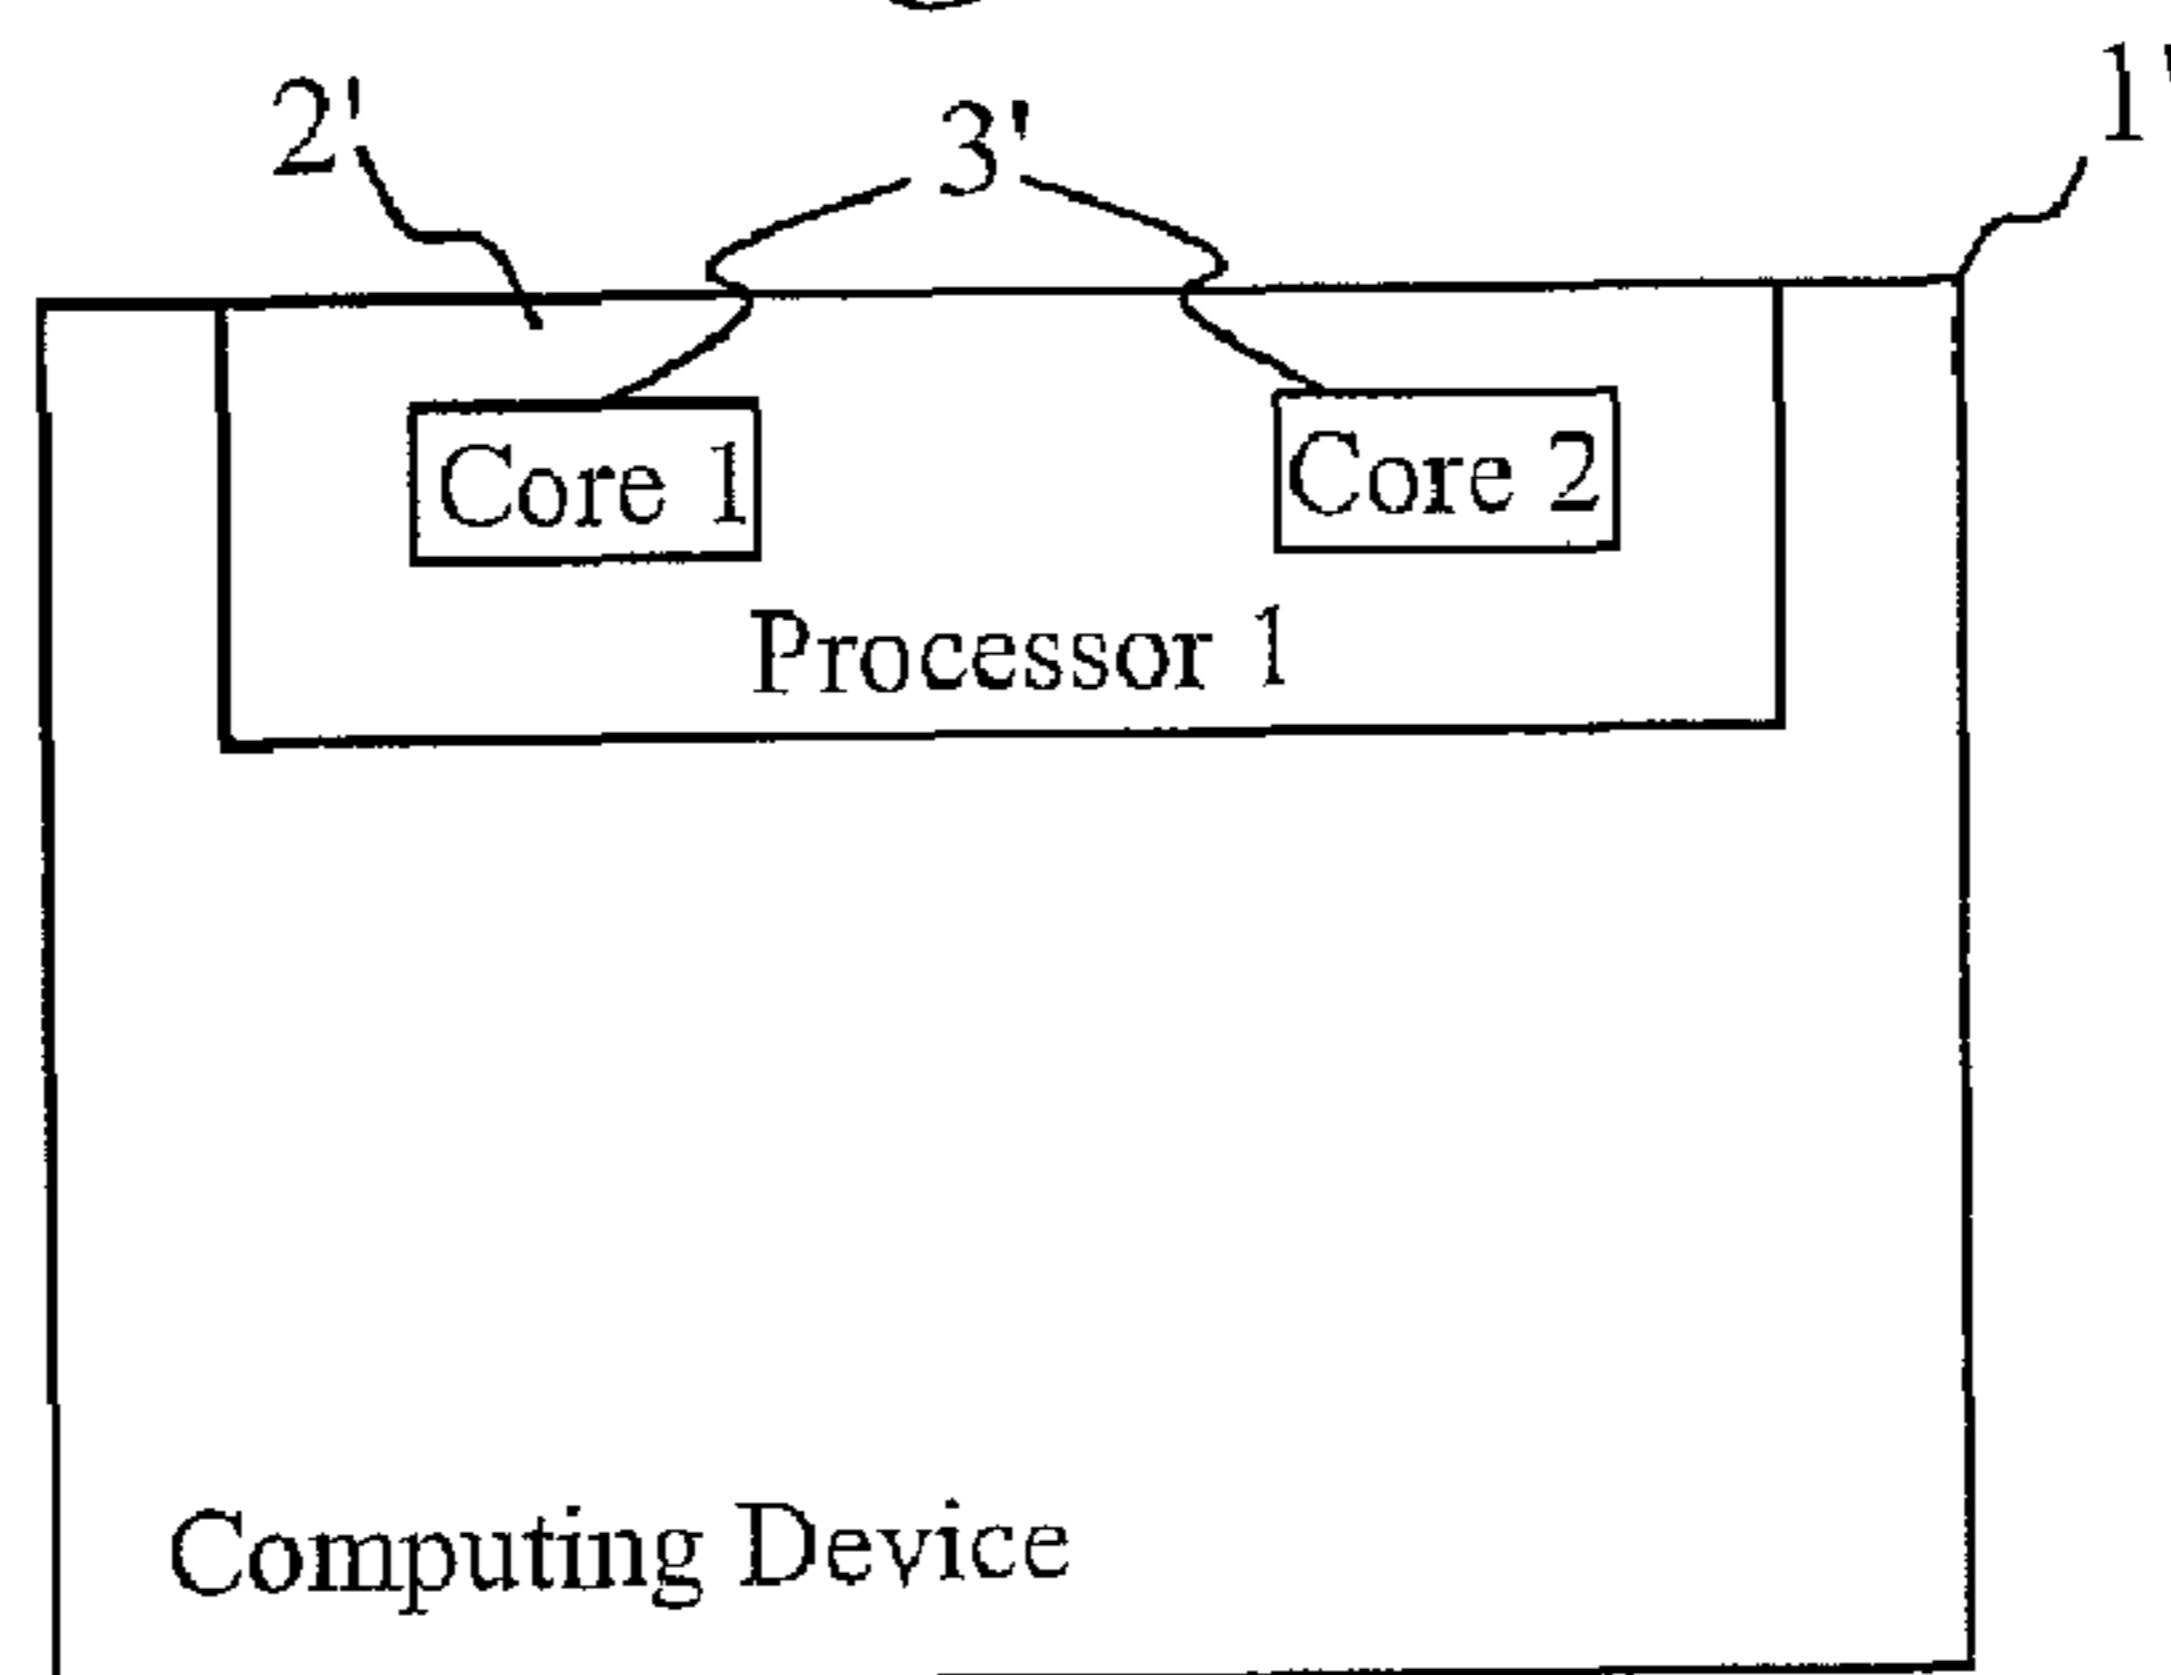 2' 3' 1'
Core 1 Core 2
Processor 1
Computing Device